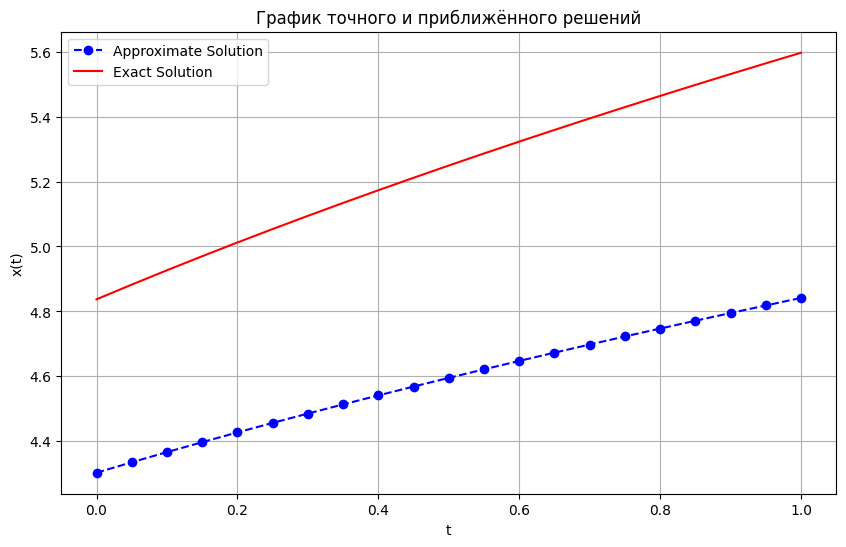 График точного и приближённого решений
Approximate Solution
Exact Solution
x(t)
5.6
5.4
5.2
5.0
4.8
4.6
4.4
0.0 0.2 0.4 0.6 0.8 1.0
t